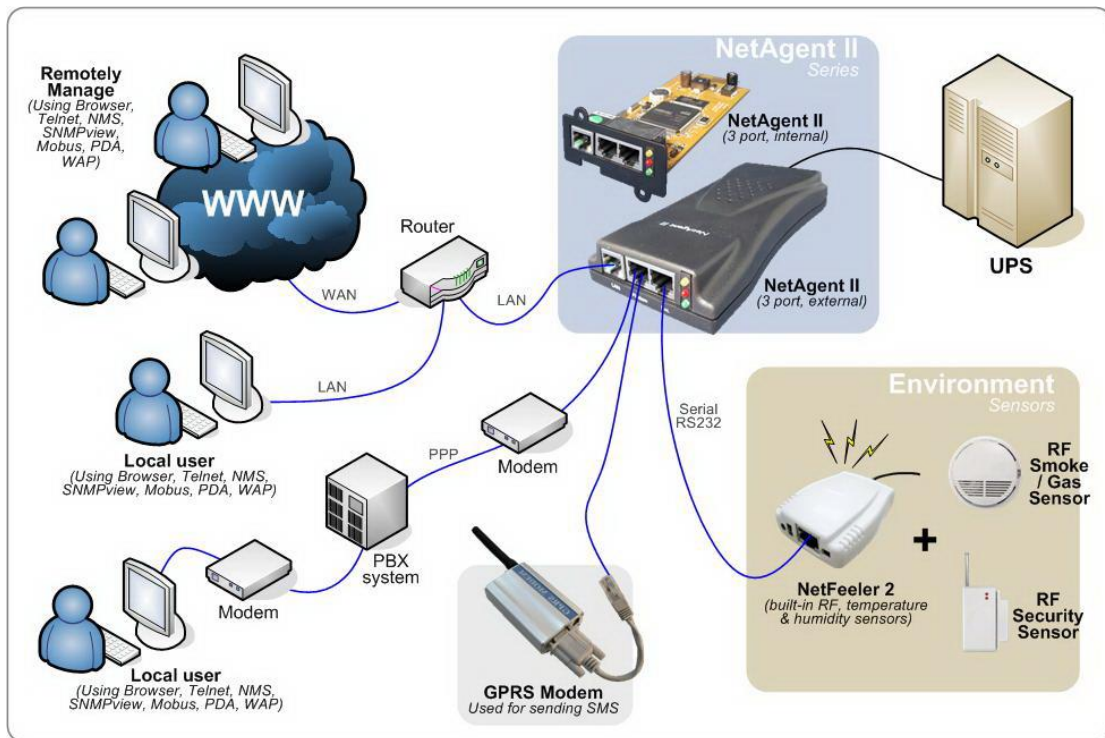 NetAgent II
Series
Remotely
Manage
(Using Browser,
Telnet, NMS,
SNMPview,
Mobus, PDA,
WAP)
WWW
NetAgent II
(3 port, internal)
NetAgent II
NetAgent II
(3 port, external)
UPS
Router
WAN
LAN
LAN
Local user
(Using Browser, Telnet, NMS,
SNMPview, Mobus, PDA, WAP)
PPP
Modem
Serial
RS232
PBX
system
Modem
Local user
(Using Browser, Telnet, NMS,
SNMPview, Mobus, PDA, WAP)
GPRS Modem
Used for sending SMS
Environment
Sensors
RF
Smoke
/ Gas
Sensor
+
NetFeeler 2
(built-in RF, temperature
& humidity sensors)
RF
Security
Sensor